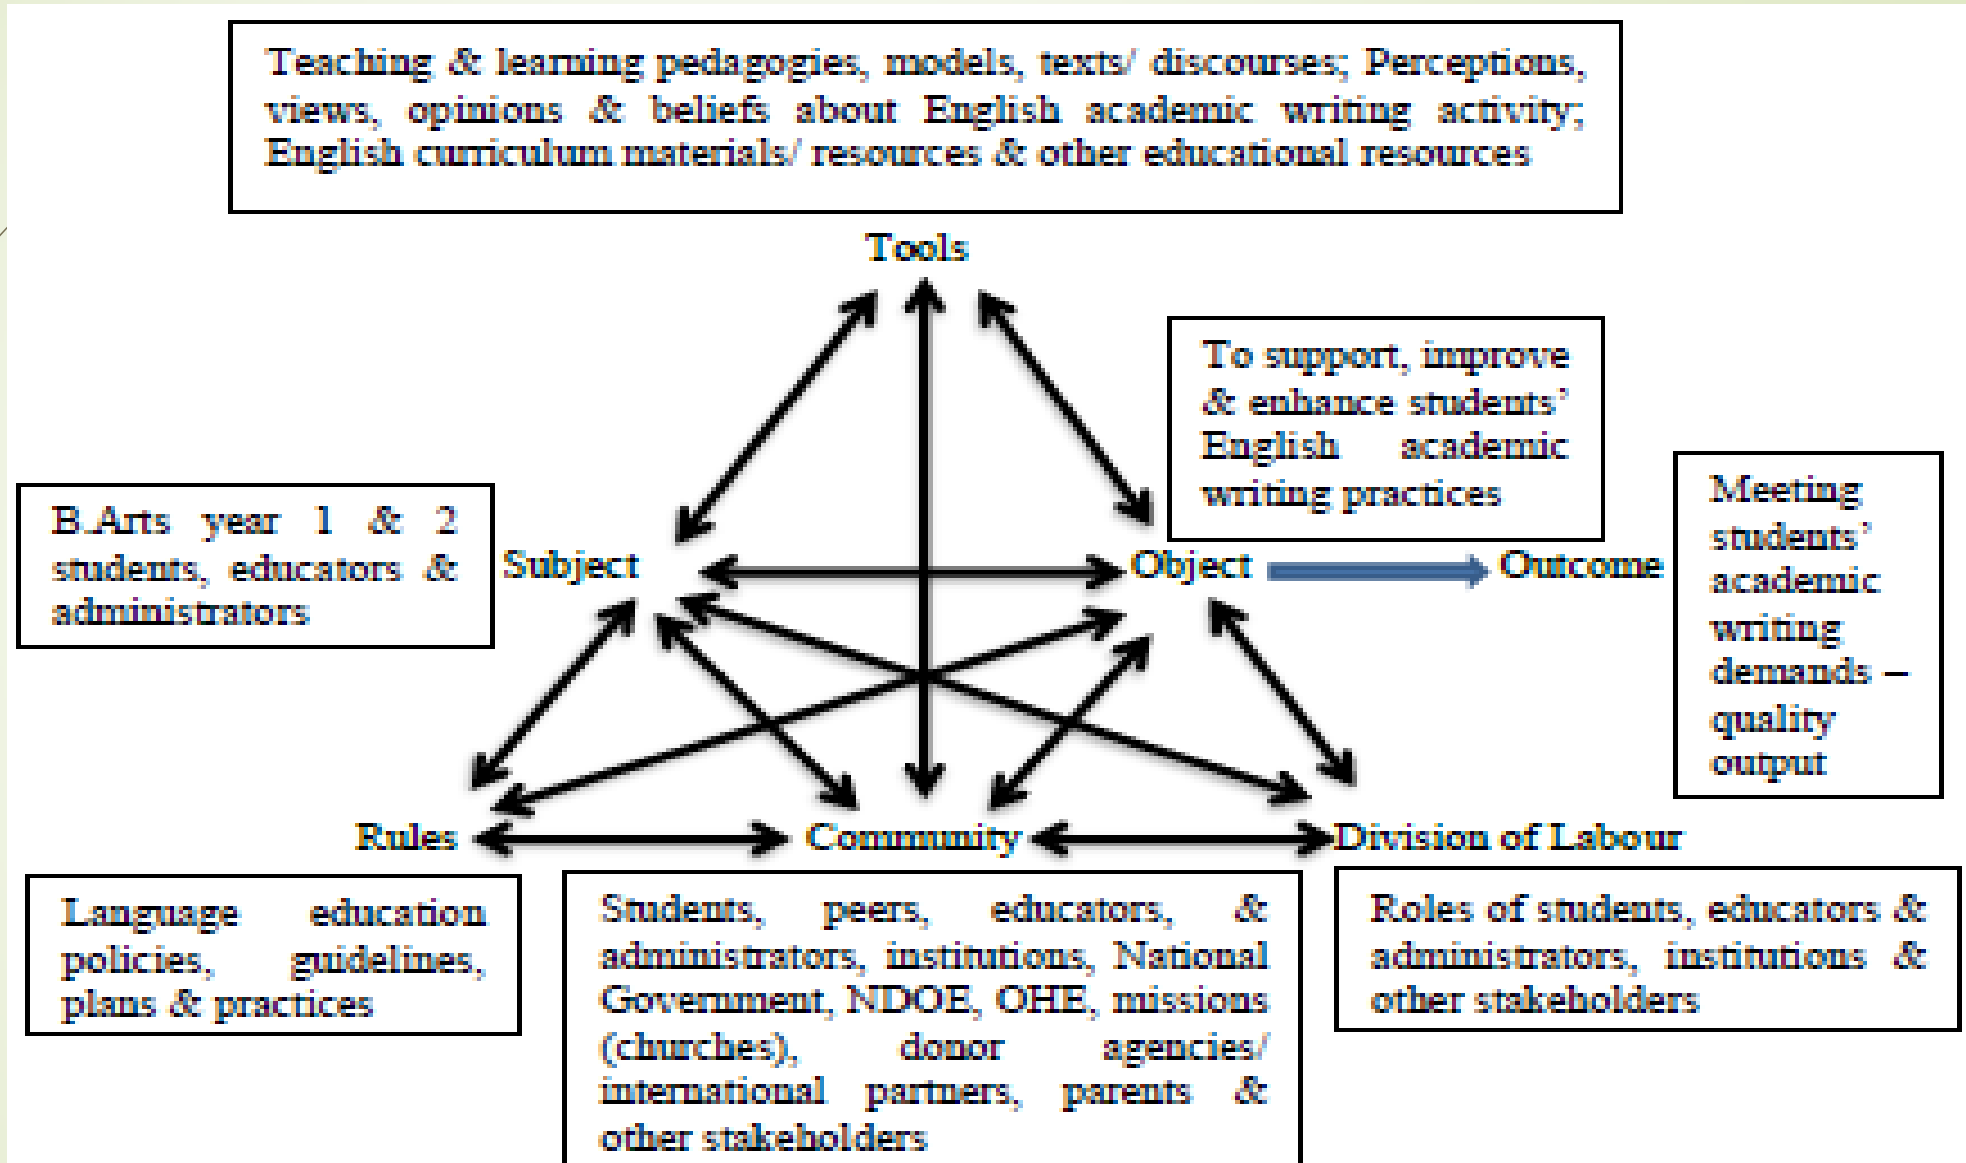 Teaching & learning pedagogies, models, texts/ discourses; Perceptions,
views, opinions & beliefs about English academic writing activity;
English curriculum materials/ resources & other educational resources
Tools
To support, improve
& enhance students’
English academic
writing practices
B.Arts year 1 & 2
students, educators &
administrators
Subject
Object
Outcome
Meeting
students’
academic
writing
demands –
quality
output
Rules
Community
Division of Labour
Language education
policies, guidelines,
plans & practices
Students, peers, educators, &
administrators, institutions, National
Government, NDOE, OHE, missions
(churches), donor agencies/
international partners, parents &
other stakeholders
Roles of students, educators &
administrators, institutions &
other stakeholders